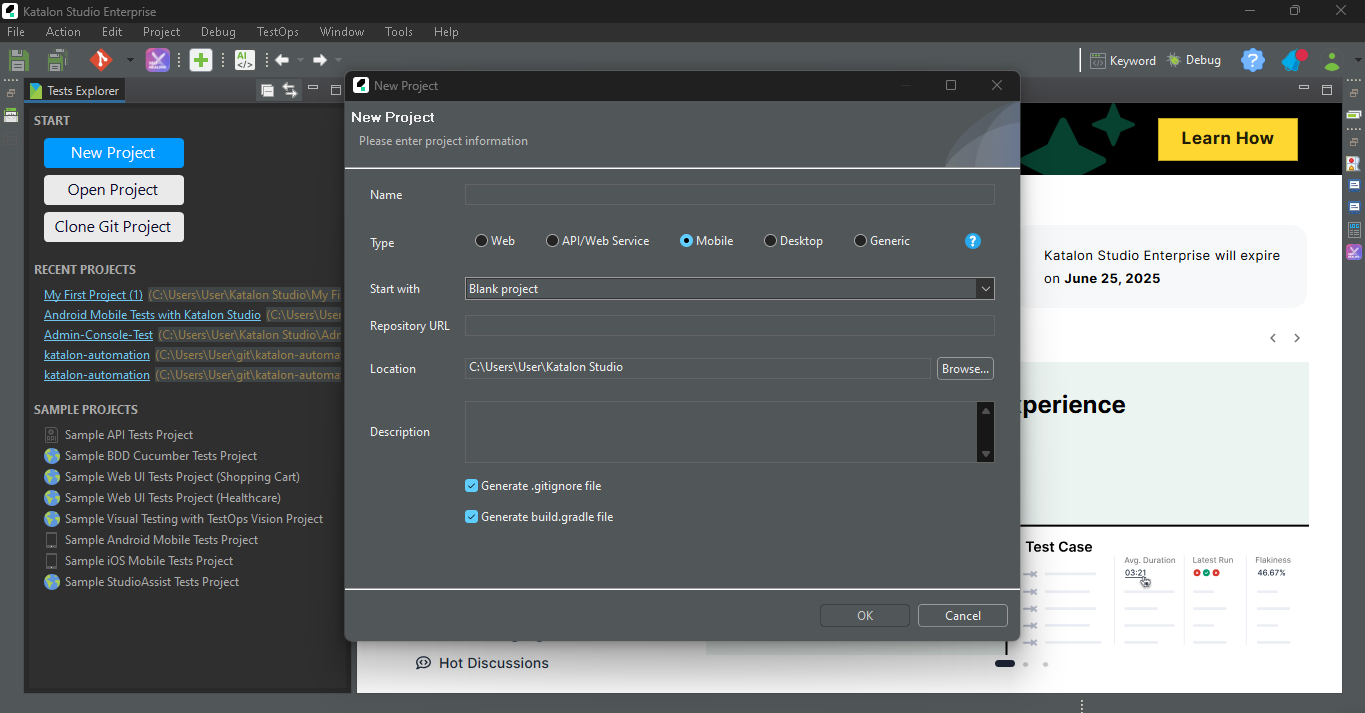 Katalon Studio Enterprise
File Action Edit Project Debug TestOps Window Tools Help
AI
Keyword Debug
Tests Explorer
START
New Project
Open Project
Clone Git Project
RECENT PROJECTS
My First Project (1) (C:\Users\User\Katalon Studio\My Fi
Android Mobile Tests with Katalon Studio (C:\Users\User
Admin-Console-Test (C:\Users\User\Katalon Studio\Adr
katalon-automation (C:\Users\User\git\katalon-automa
katalon-automation (C:\Users\User\git\katalon-automa
SAMPLE PROJECTS
Sample API Tests Project
Sample BDD Cucumber Tests Project
Sample Web UI Tests Project (Shopping Cart)
Sample Web UI Tests Project (Healthcare)
Sample Visual Testing with TestOps Vision Project
Sample Android Mobile Tests Project
Sample iOS Mobile Tests Project
Sample StudioAssist Tests Project
New Project
New Project
Please enter project information
Name
Type Web API/Web Service Mobile Desktop Generic ?
Start with Blank project
Repository URL
Location C:\Users\User\Katalon Studio Browse...
Description
Generate .gitignore file
Generate build.gradle file
OK Cancel
Learn How
Katalon Studio Enterprise will expire
on June 25, 2025
xperience
Test Case
Avg. Duration Latest Run Flakiness
03:21 46.67%
Hot Discussions